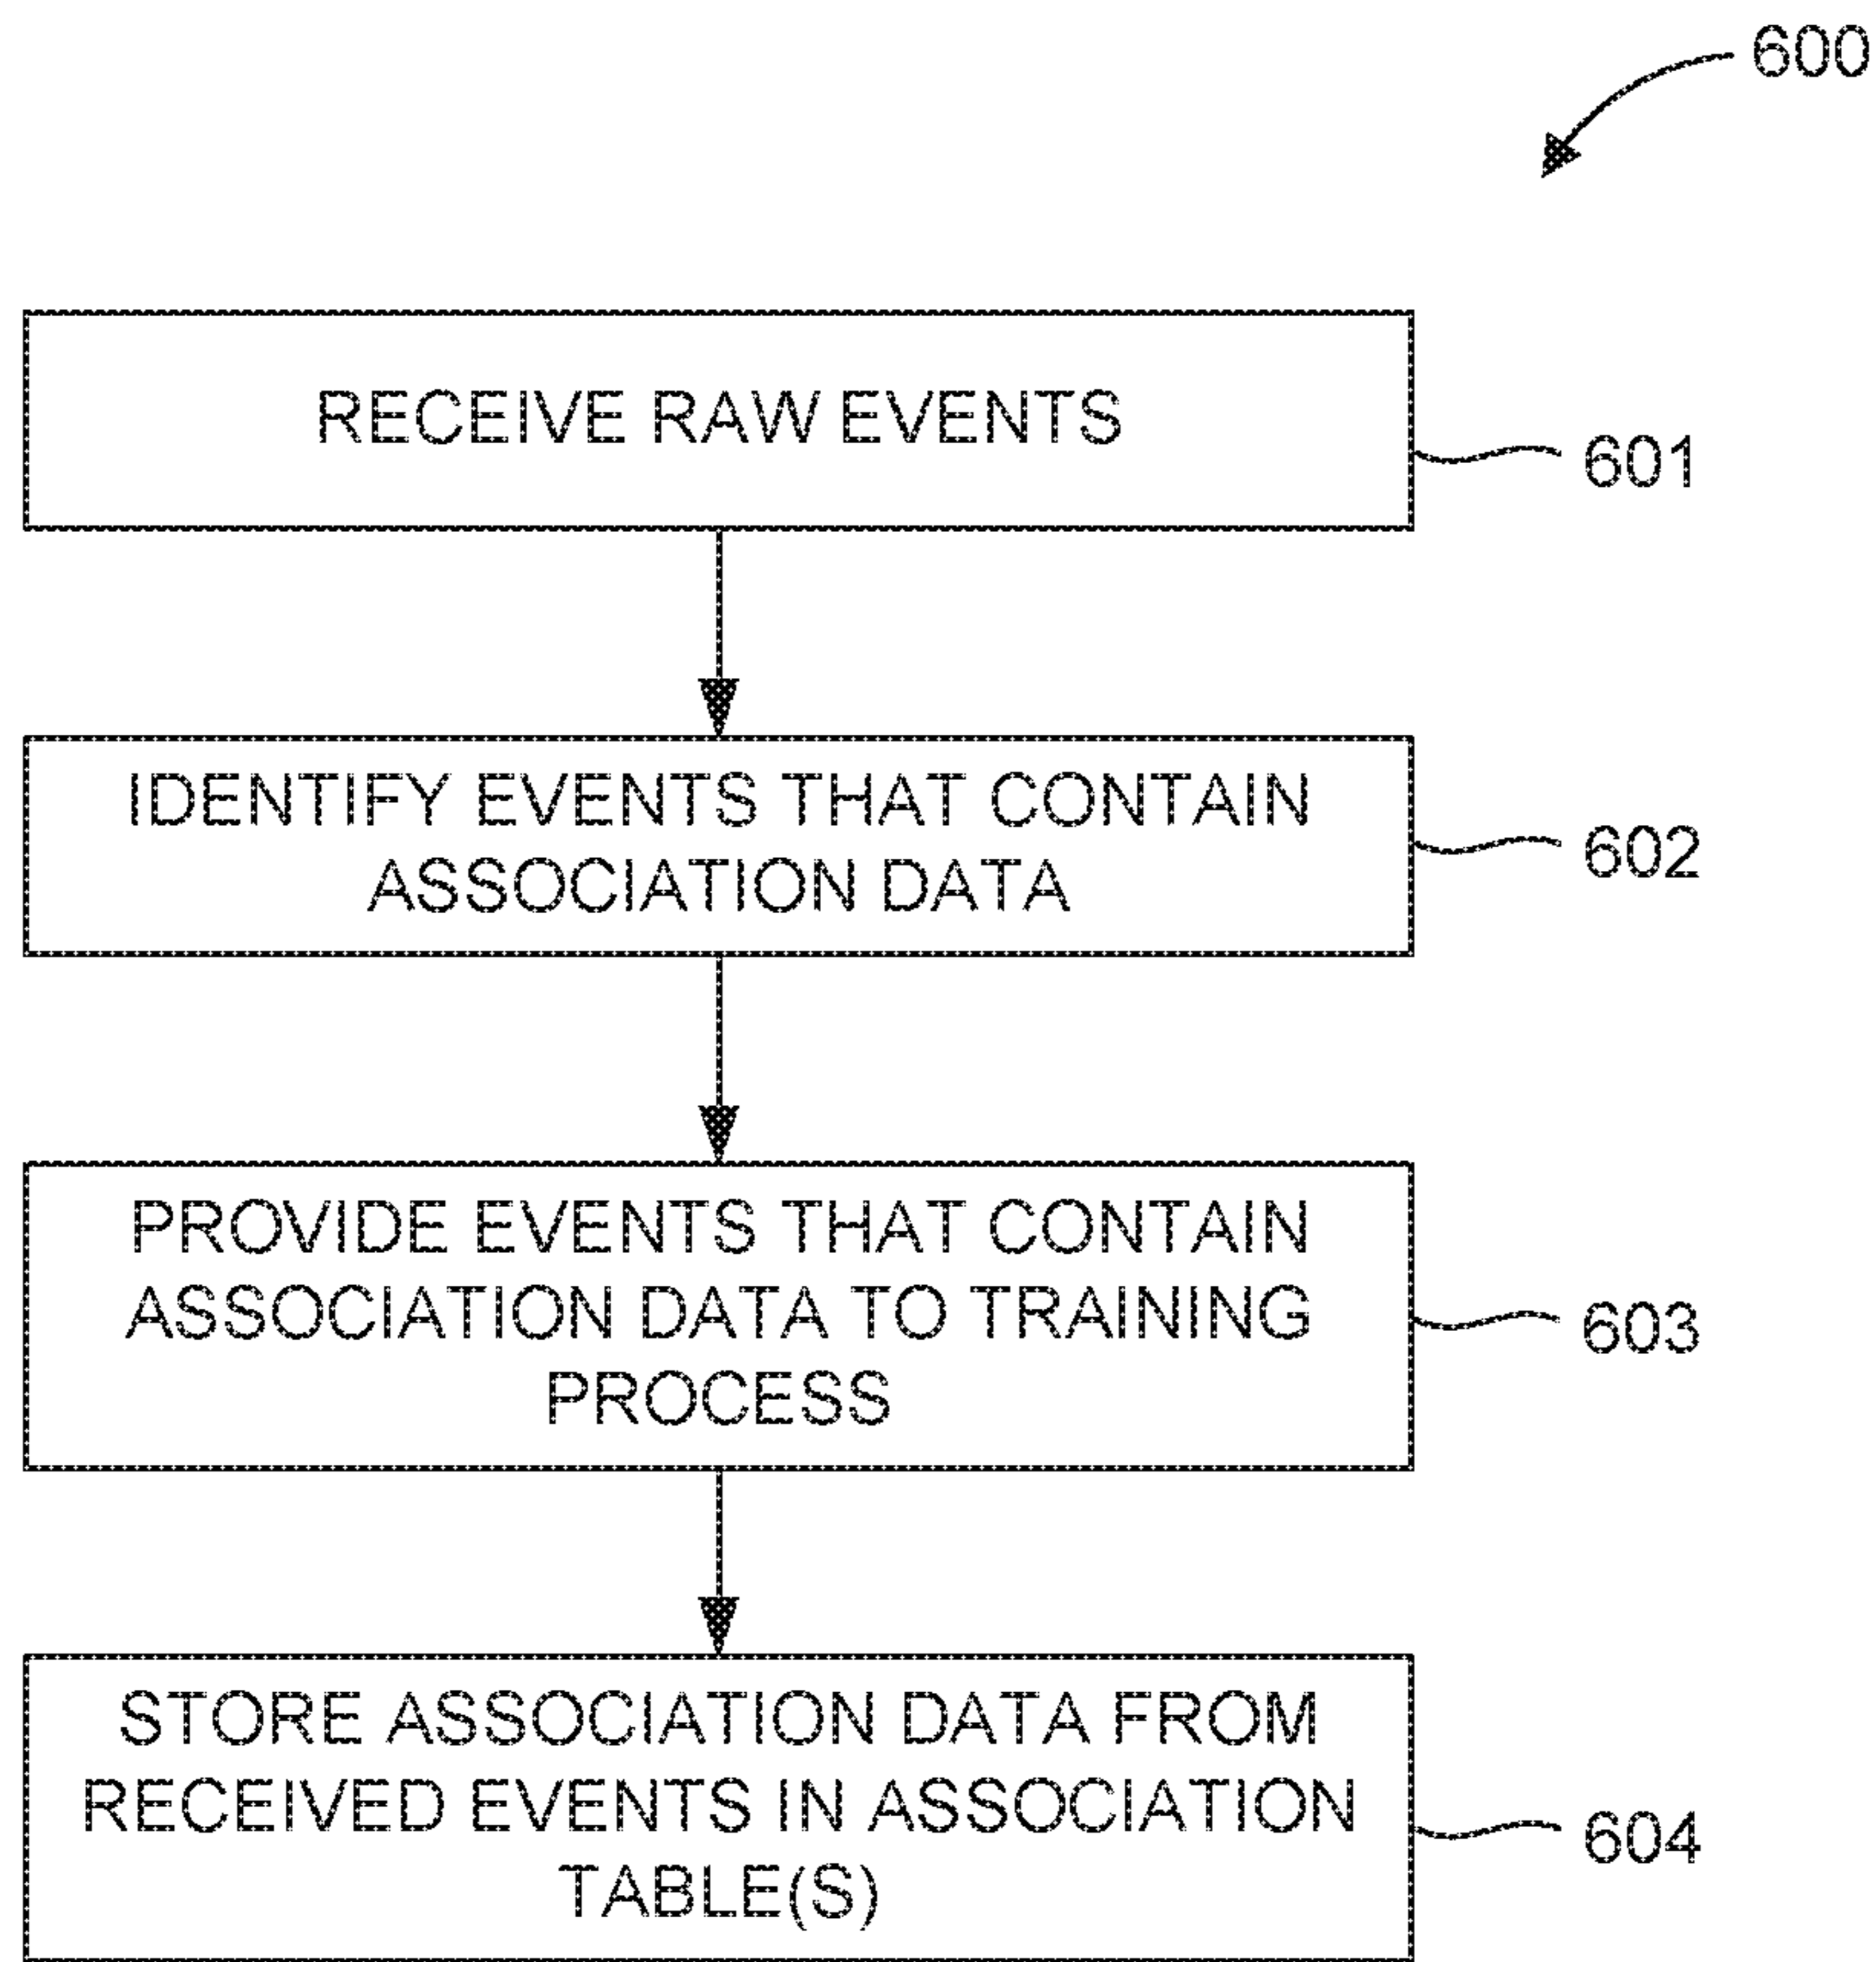 600
RECEIVE RAW EVENTS
601
IDENTIFY EVENTS THAT CONTAIN
ASSOCIATION DATA
602
PROVIDE EVENTS THAT CONTAIN
ASSOCIATION DATA TO TRAINING
PROCESS
603
STORE ASSOCIATION DATA FROM
RECEIVED EVENTS IN ASSOCIATION
TABLE(S)
604